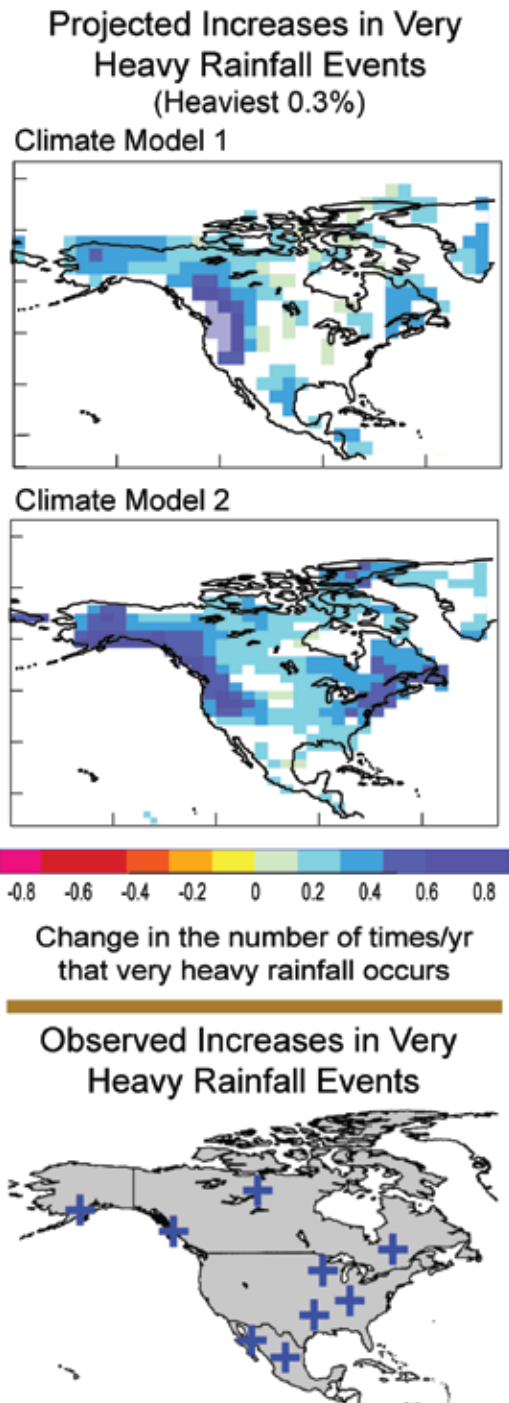 Projected Increases in Very
Heavy Rainfall Events
(Heaviest 0.3%)
Climate Model 1
Climate Model 2
-0.8 -0.6 -0.4 -0.2 0 0.2 0.4 0.6 0.8
Change in the number of times/yr
that very heavy rainfall occurs
Observed Increases in Very
Heavy Rainfall Events